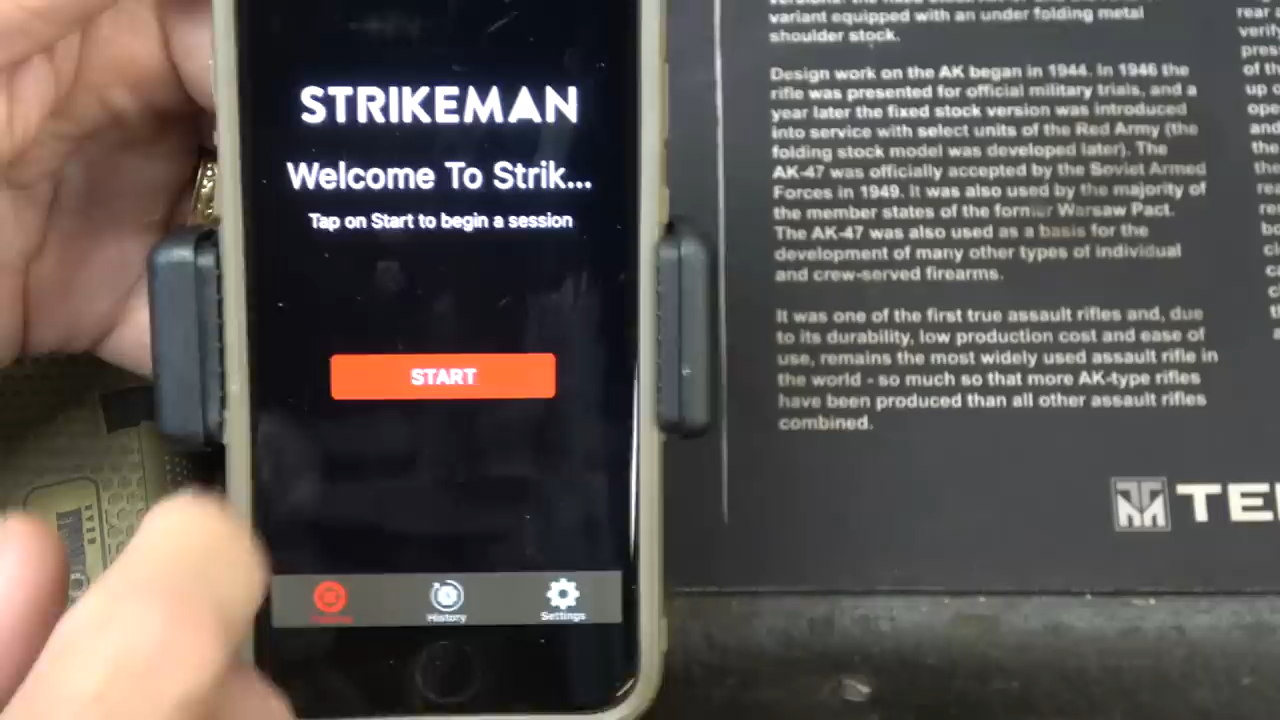 STRIKEMAN
Welcome To Strik...
Tap on Start to begin a session
START
History
Settings
variant equipped with an under folding metal
shoulder stock.
Design work on the AK began in 1944. In 1946 the
rifle was presented for official military trials, and a
year later the fixed stock version was introduced
into service with select units of the Red Army (the
folding stock model was developed later). The
AK-47 was officially accepted by the Soviet Armed
Forces in 1949. It was also used by the majority of
the member states of the former Warsaw Pact.
The AK-47 was also used as a basis for the
development of many other types of individual
and crew-served firearms.
It was one of the first true assault rifles and, due
to its durability, low production cost and ease of
use, remains the most widely used assault rifle in
the world - so much so that more AK-type rifles
have been produced than all other assault rifles
combined.
rear
of th
up o
and
the
TE